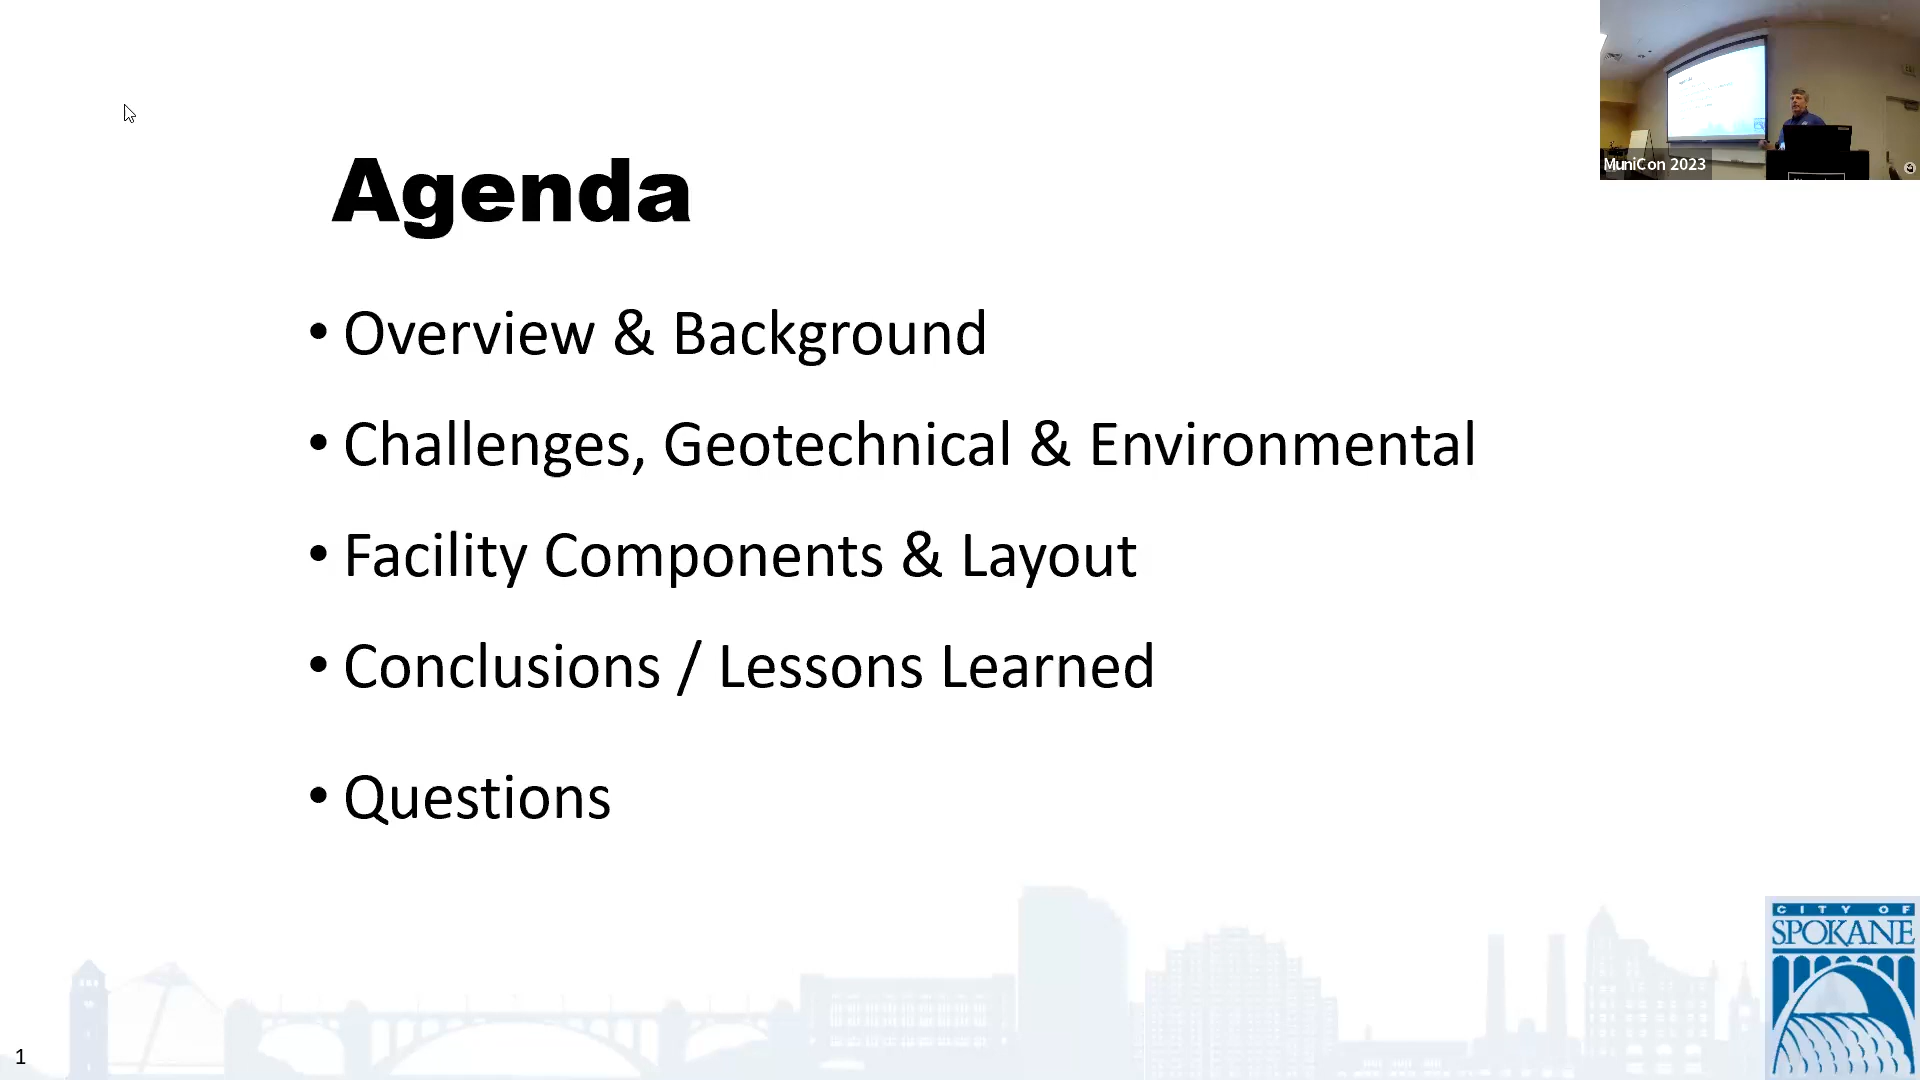 MuniCon 2023
Agenda
• Overview & Background
• Challenges, Geotechnical & Environmental
• Facility Components & Layout
• Conclusions / Lessons Learned
• Questions
CITY OF
SPOKANE
1